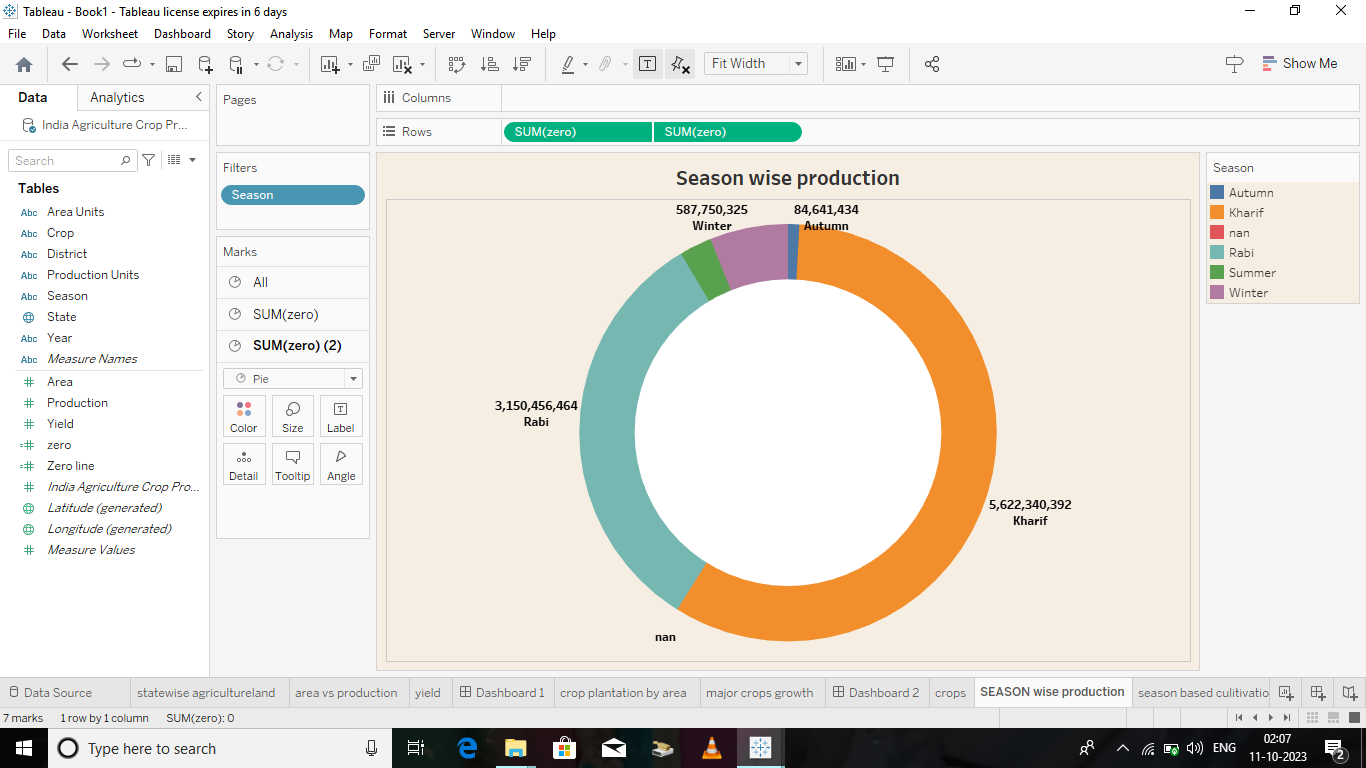 Tableau - Book1 - Tableau license expires in 6 days
File Data Worksheet Dashboard Story Analysis Map Format Server Window Help
Fit Width
Show Me
Data Analytics
India Agriculture Crop Pr...
Search
Tables
Abc Area Units
Abc Crop
Abc District
Abc Production Units
Abc Season
State
Abc Year
Abc Measure Names
Area
Production
Yield
zero
Zero line
India Agriculture Crop Pro...
Latitude (generated)
Longitude (generated)
Measure Values
Pages
Filters
Season
Marks
All
SUM(zero)
SUM(zero) (2)
Pie
Color Size Label
Detail Tooltip Angle
Columns
Rows SUM(zero) SUM(zero)
Season wise production
587,750,325
Winter
84,641,434
Autumn
3,150,456,464
Rabi
5,622,340,392
Kharif
nan
Season
Autumn
Kharif
nan
Rabi
Summer
Winter
Data Source statewise agricultureland area vs production yield Dashboard 1 crop plantation by area major crops growth Dashboard 2 crops SEASON wise production season based cultivatio
7 marks 1 row by 1 column SUM(zero): 0
Type here to search
ENG
02:07
11-10-2023
2